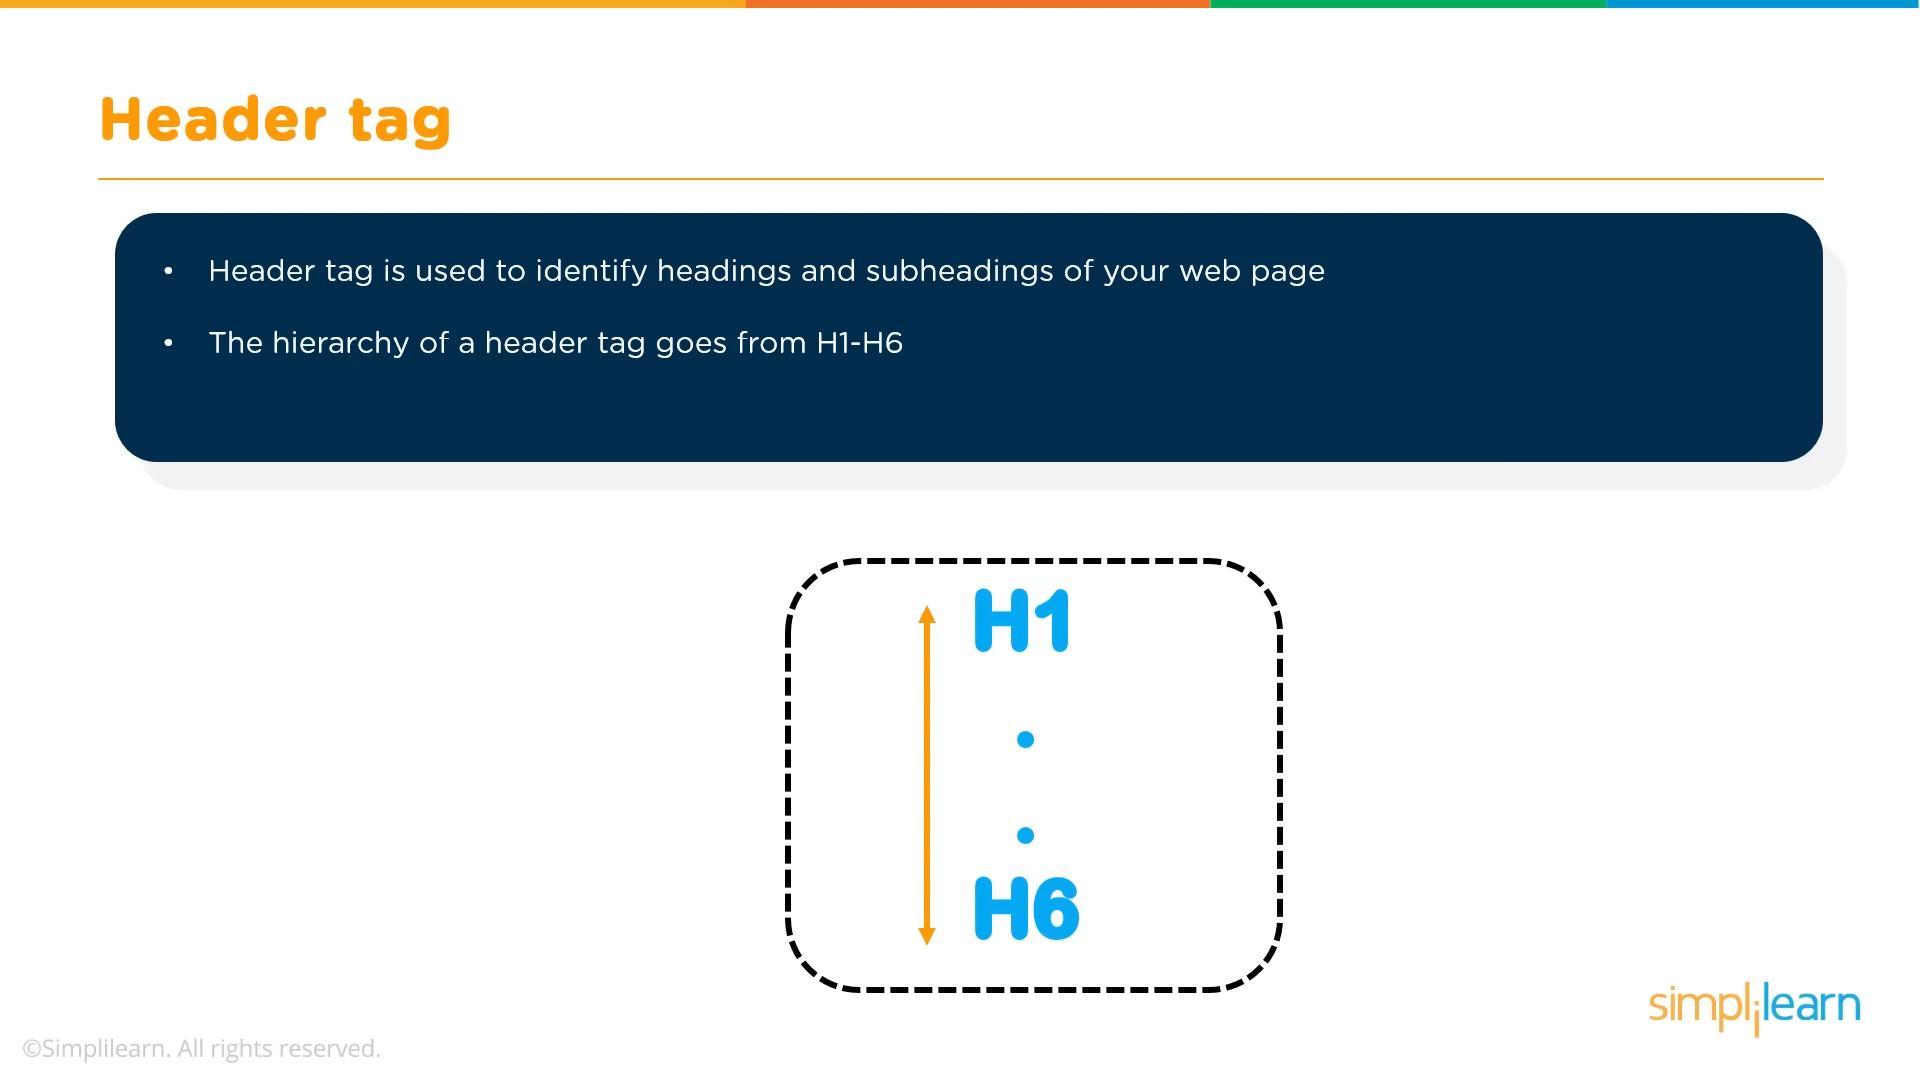 Header tag
• Header tag is used to identify headings and subheadings of your web page
• The hierarchy of a header tag goes from H1-H6
H1
H6
simplilearn
©Simplilearn. All rights reserved.